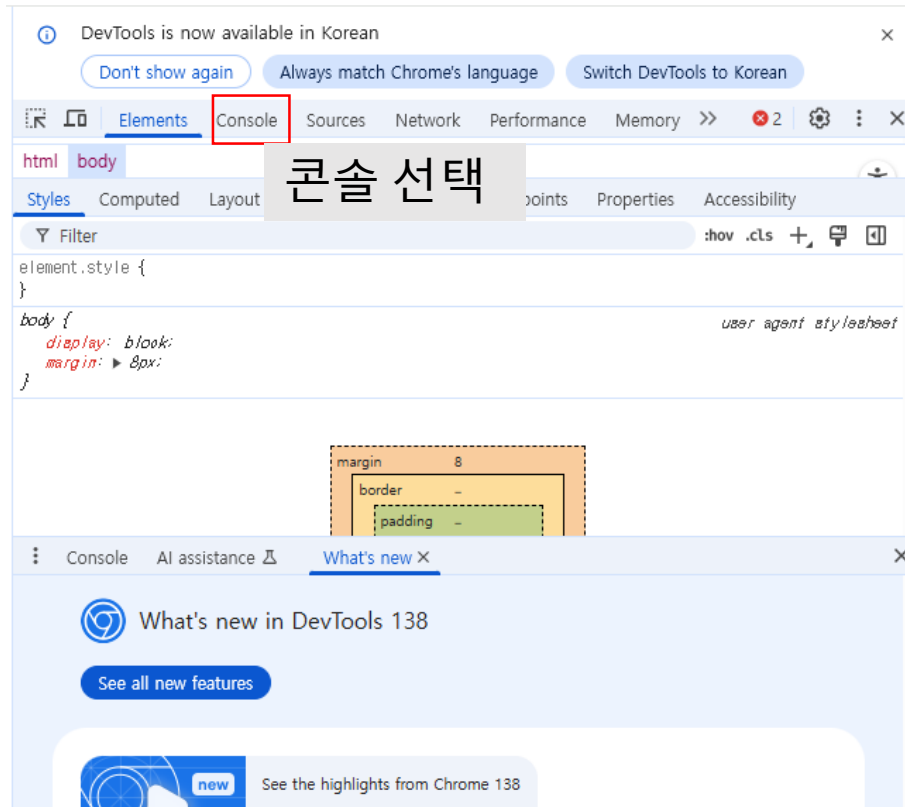 DevTools is now available in Korean
Don't show again Always match Chrome's language Switch DevTools to Korean
Elements Console Sources Network Performance Memory 2
html body
콘솔 선택
Styles Computed Layout Properties Accessibility
Filter :hov .cls
element.style {
}
body { user agent stylesheet
display: block;
margin: 8px;
}
margin 8
border –
padding –
Console AI assistance What's new
What's new in DevTools 138
See all new features
new See the highlights from Chrome 138